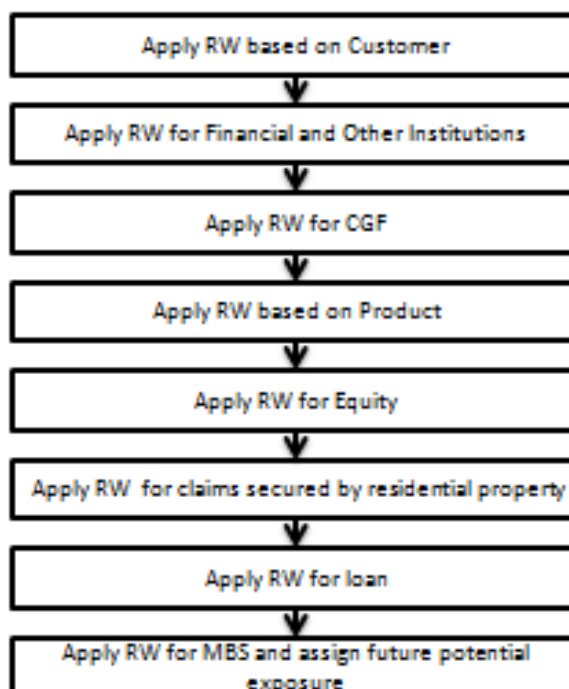 Apply RW based on Customer
Apply RW for Financial and Other Institutions
Apply RW for CGF
Apply RW based on Product
Apply RW for Equity
Apply RW for claims secured by residential property
Apply RW for loan
Apply RW for MBS and assign future potential
exposure